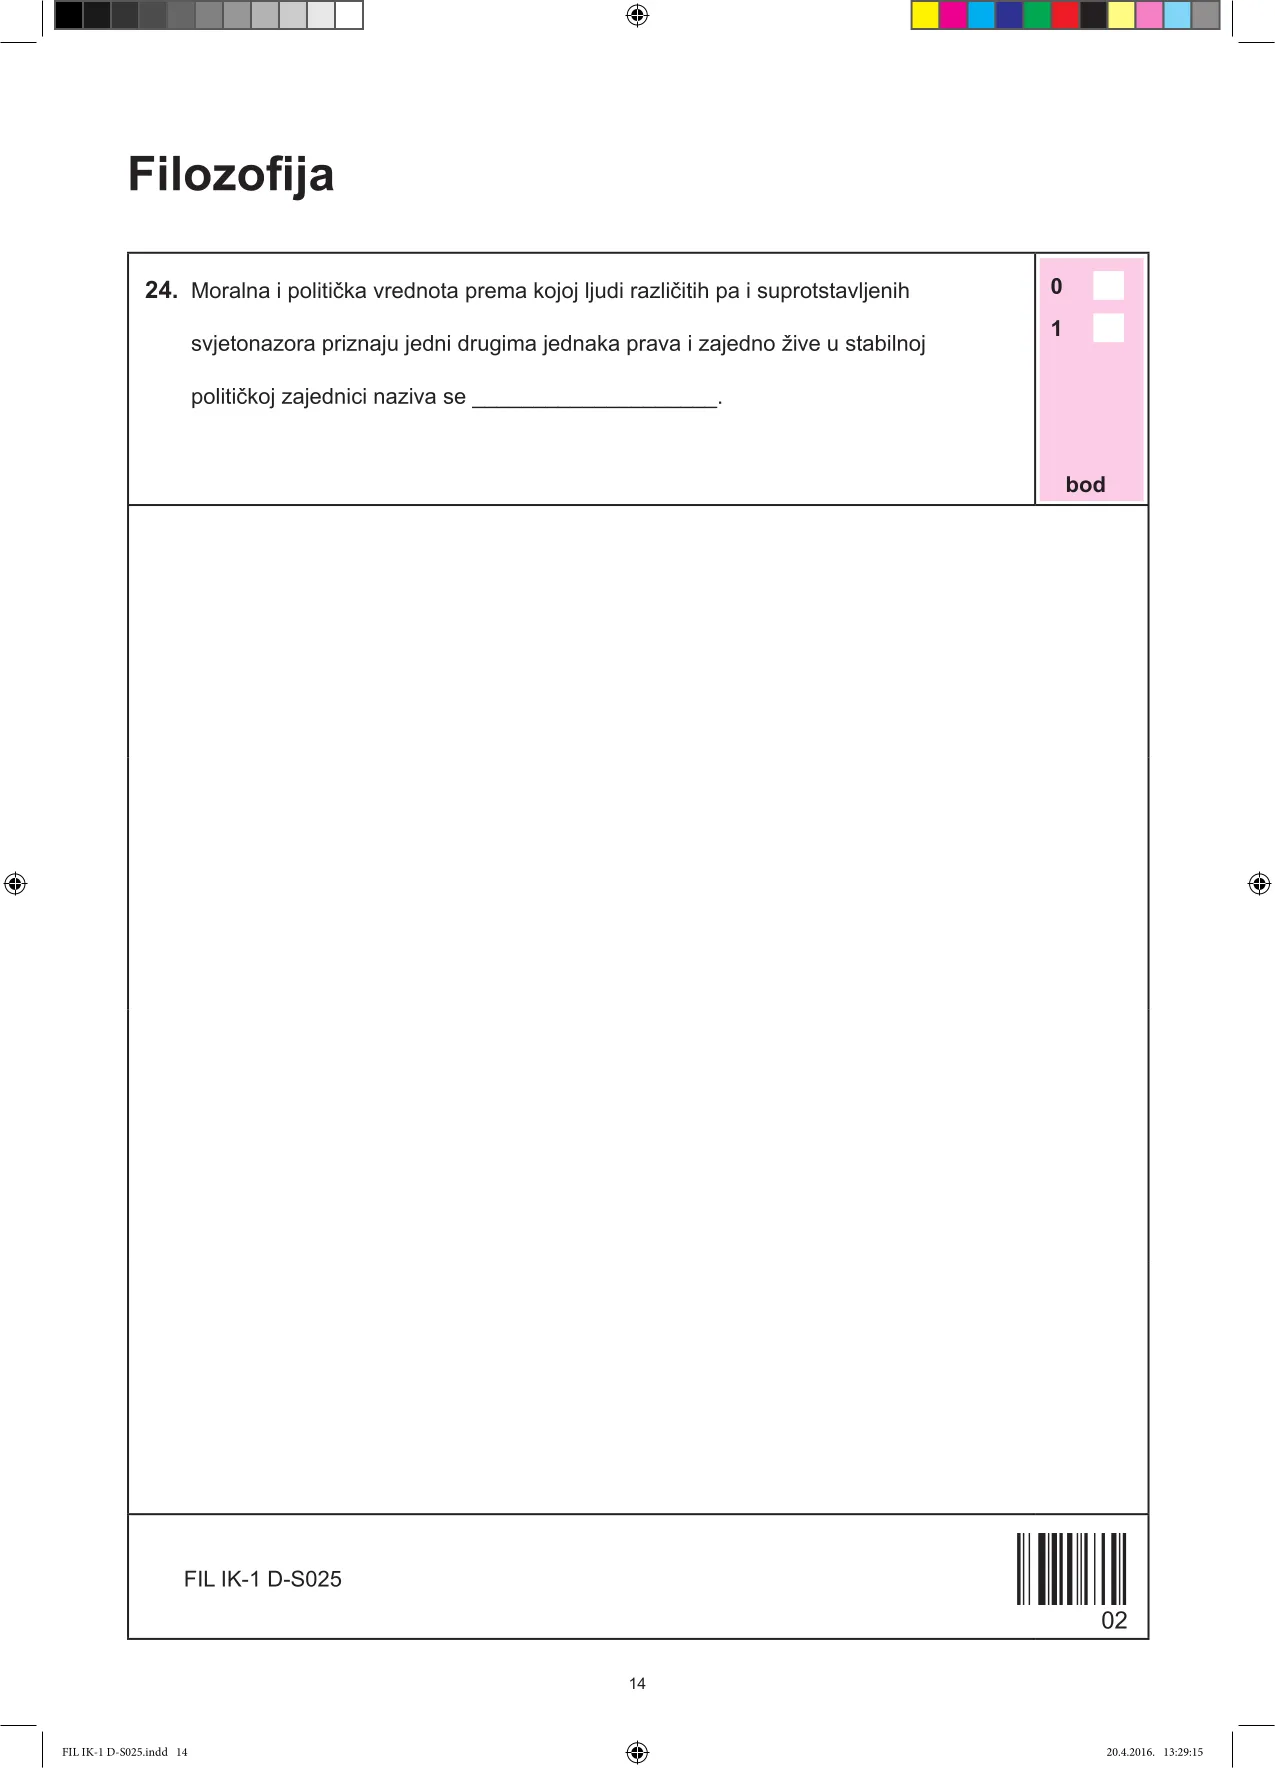 Filozofija
24. Moralna i politička vrednota prema kojoj ljudi različitih pa i suprotstavljenih
svjetonazora priznaju jedni drugima jednaka prava i zajedno žive u stabilnoj
političkoj zajednici naziva se ____________________.
0
1
bod
FIL IK-1 D-S025
02
14
FIL IK-1 D-S025.indd 14
20.4.2016. 13:29:15